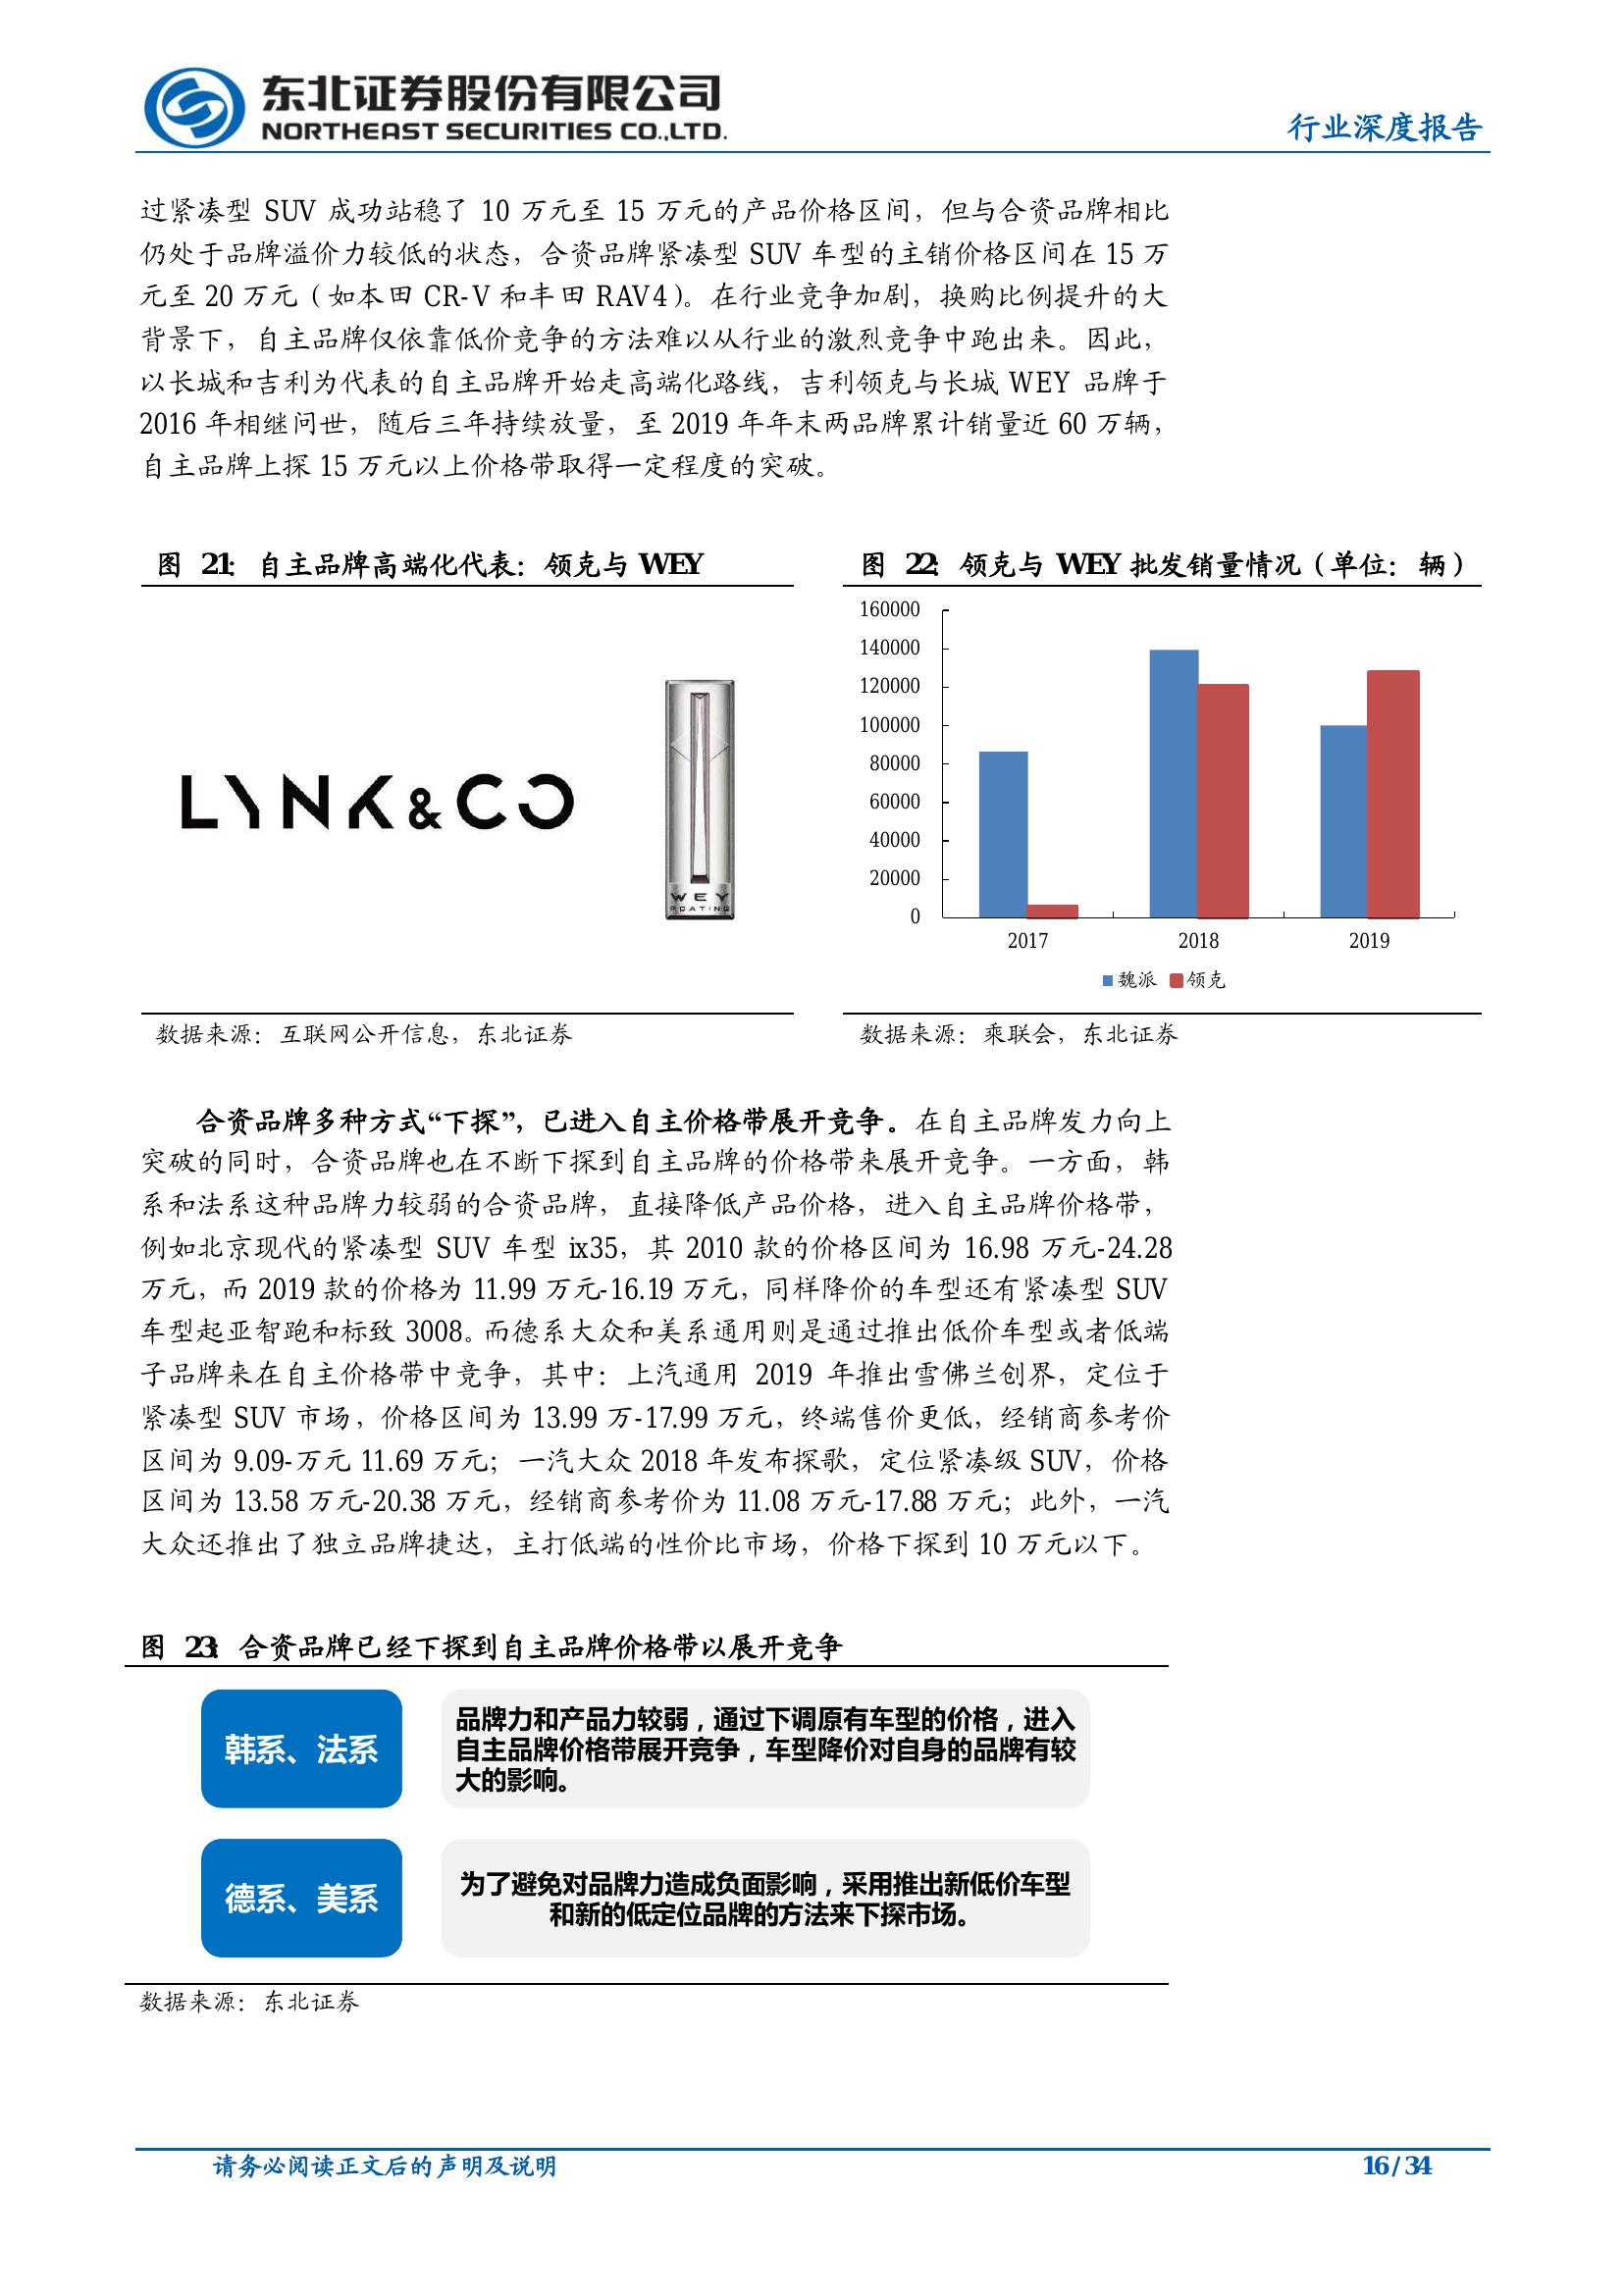 东北证券股份有限公司
NORTHEAST SECURITIES CO.,LTD.
行业深度报告
过紧凑型 SUV 成功站稳了 10 万元至 15 万元的产品价格区间，但与合资品牌相比
仍处于品牌溢价力较低的状态，合资品牌紧凑型 SUV 车型的主销价格区间在 15 万
元至 20 万元（如本田 CR-V 和丰田 RAV4）。在行业竞争加剧，换购比例提升的大
背景下，自主品牌仅依靠低价竞争的方法难以从行业的激烈竞争中跑出来。因此，
以长城和吉利为代表的自主品牌开始走高端化路线，吉利领克与长城 WEY 品牌于
2016 年相继问世，随后三年持续放量，至 2019 年年末两品牌累计销量近 60 万辆，
自主品牌上探 15 万元以上价格带取得一定程度的突破。
图 21：自主品牌高端化代表：领克与 WEY
LYNK&CO
WEY
图 22：领克与 WEY 批发销量情况（单位：辆）
160000
140000
120000
100000
80000
60000
40000
20000
0
2017 2018 2019
魏派 领克
数据来源：互联网公开信息，东北证券
数据来源：乘联会，东北证券
合资品牌多种方式“下探”，已进入自主价格带展开竞争。在自主品牌发力向上
突破的同时，合资品牌也在不断下探到自主品牌的价格带来展开竞争。一方面，韩
系和法系这种品牌力较弱的合资品牌，直接降低产品价格，进入自主品牌价格带，
例如北京现代的紧凑型 SUV 车型 ix35，其 2010 款的价格区间为 16.98 万元-24.28
万元，而 2019 款的价格为 11.99 万元-16.19 万元，同样降价的车型还有紧凑型 SUV
车型起亚智跑和标致 3008。而德系大众和美系通用则是通过推出低价车型或者低端
子品牌来在自主价格带中竞争，其中：上汽通用 2019 年推出雪佛兰创界，定位于
紧凑型 SUV 市场，价格区间为 13.99 万-17.99 万元，终端售价更低，经销商参考价
区间为 9.09-万元 11.69 万元；一汽大众 2018 年发布探歌，定位紧凑级 SUV，价格
区间为 13.58 万元-20.38 万元，经销商参考价为 11.08 万元-17.88 万元；此外，一汽
大众还推出了独立品牌捷达，主打低端的性价比市场，价格下探到 10 万元以下。
图 23：合资品牌已经下探到自主品牌价格带以展开竞争
韩系、法系
品牌力和产品力较弱，通过下调原有车型的价格，进入
自主品牌价格带展开竞争，车型降价对自身的品牌有较
大的影响。
德系、美系
为了避免对品牌力造成负面影响，采用推出新低价车型
和新的低定位品牌的方法来下探市场。
数据来源：东北证券
请务必阅读正文后的声明及说明
16 / 34